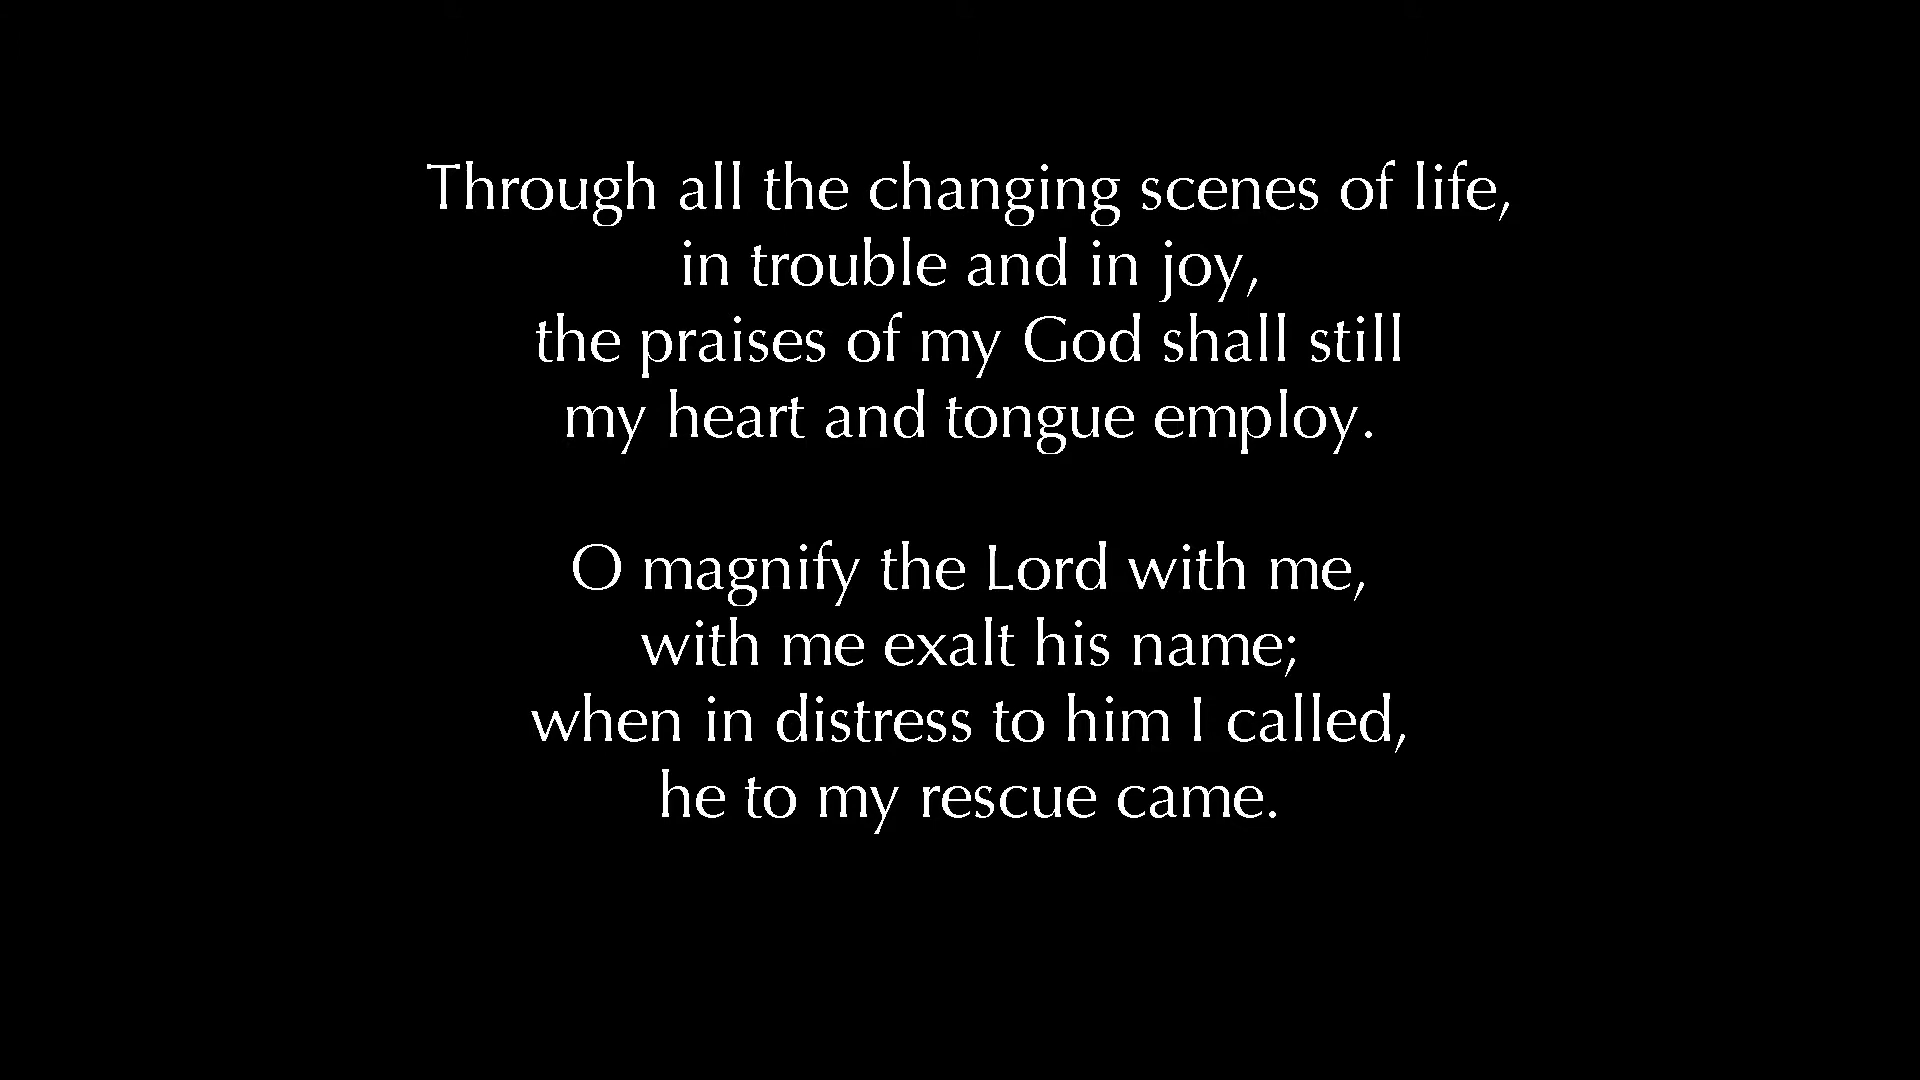 Through all the changing scenes of life,
in trouble and in joy,
the praises of my God shall still
my heart and tongue employ.
O magnify the Lord with me,
with me exalt his name;
when in distress to him I called,
he to my rescue came.